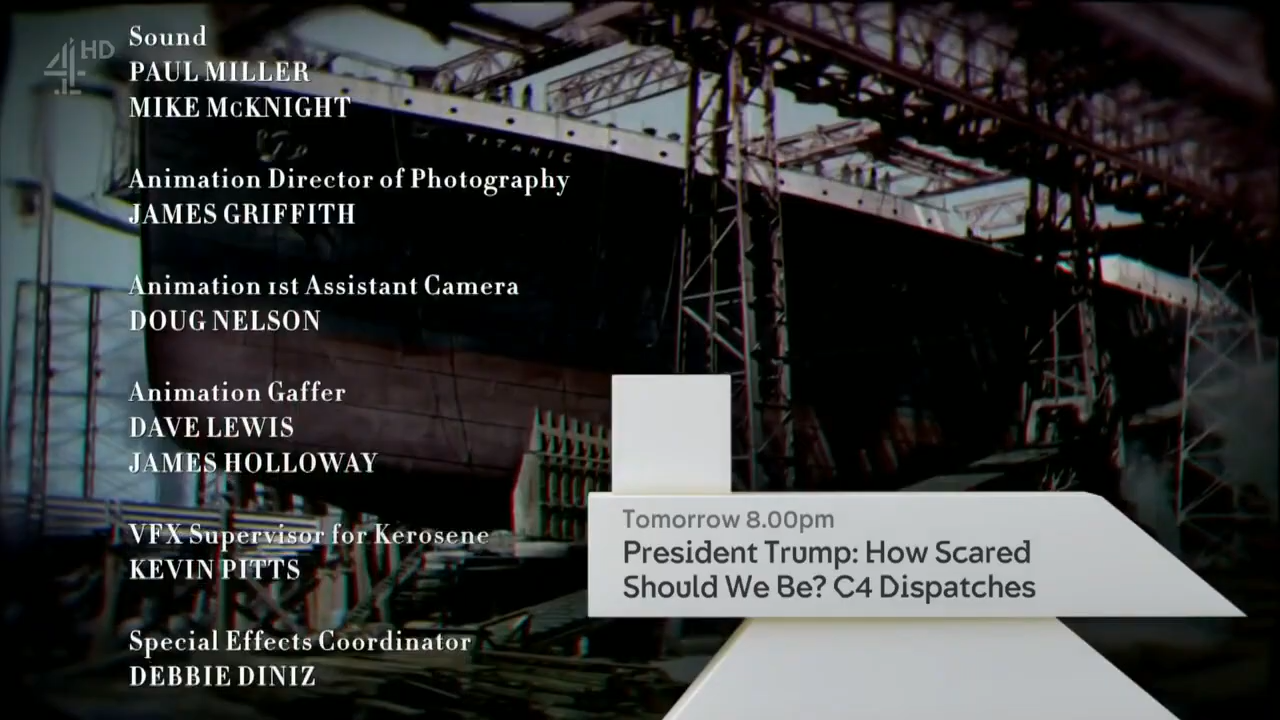 4HD
Sound
PAUL MILLER
MIKE McKNIGHT
TITANIC
Animation Director of Photography
JAMES GRIFFITH
Animation 1st Assistant Camera
DOUG NELSON
Animation Gaffer
DAVE LEWIS
JAMES HOLLOWAY
VFX Supervisor for Kerosene
KEVIN PITTS
Special Effects Coordinator
DEBBIE DINIZ
Tomorrow 8.00pm
President Trump: How Scared
Should We Be? C4 Dispatches